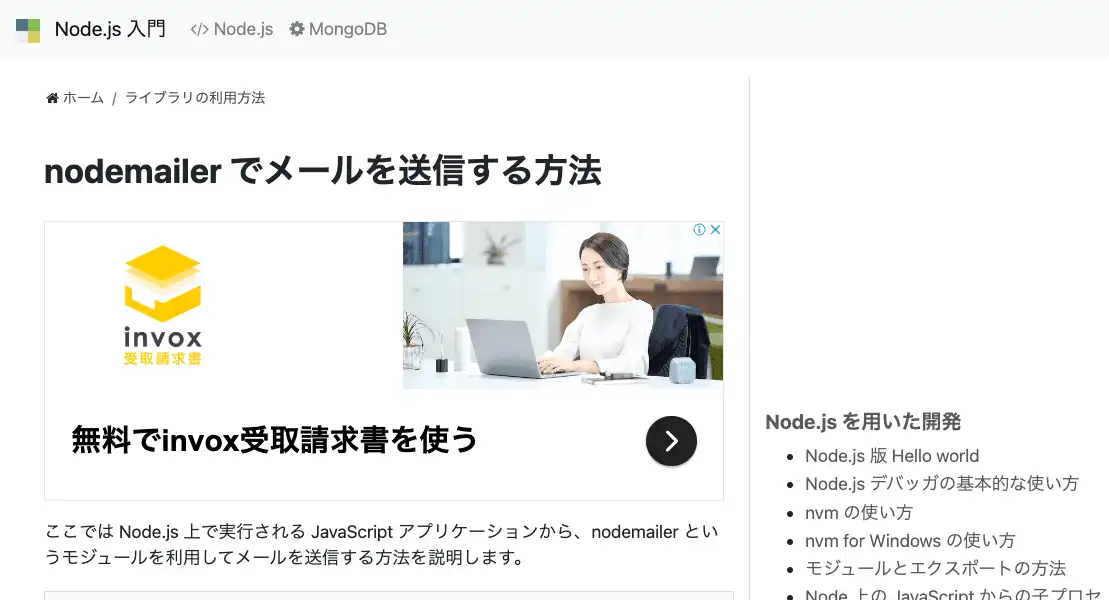 Node.js 入門 Node.js MongoDB
ホーム / ライブラリの利用方法
nodemailer でメールを送信する方法
invox
受取請求書
無料でinvox受取請求書を使う
ここでは Node.js 上で実行される JavaScript アプリケーションから、nodemailer とい
うモジュールを利用してメールを送信する方法を説明します。
Node.js を用いた開発
Node.js 版 Hello world
Node.js デバッガの基本的な使い方
nvm の使い方
nvm for Windows の使い方
モジュールとエクスポートの方法
Node 上の JavaScript からの子プロセ